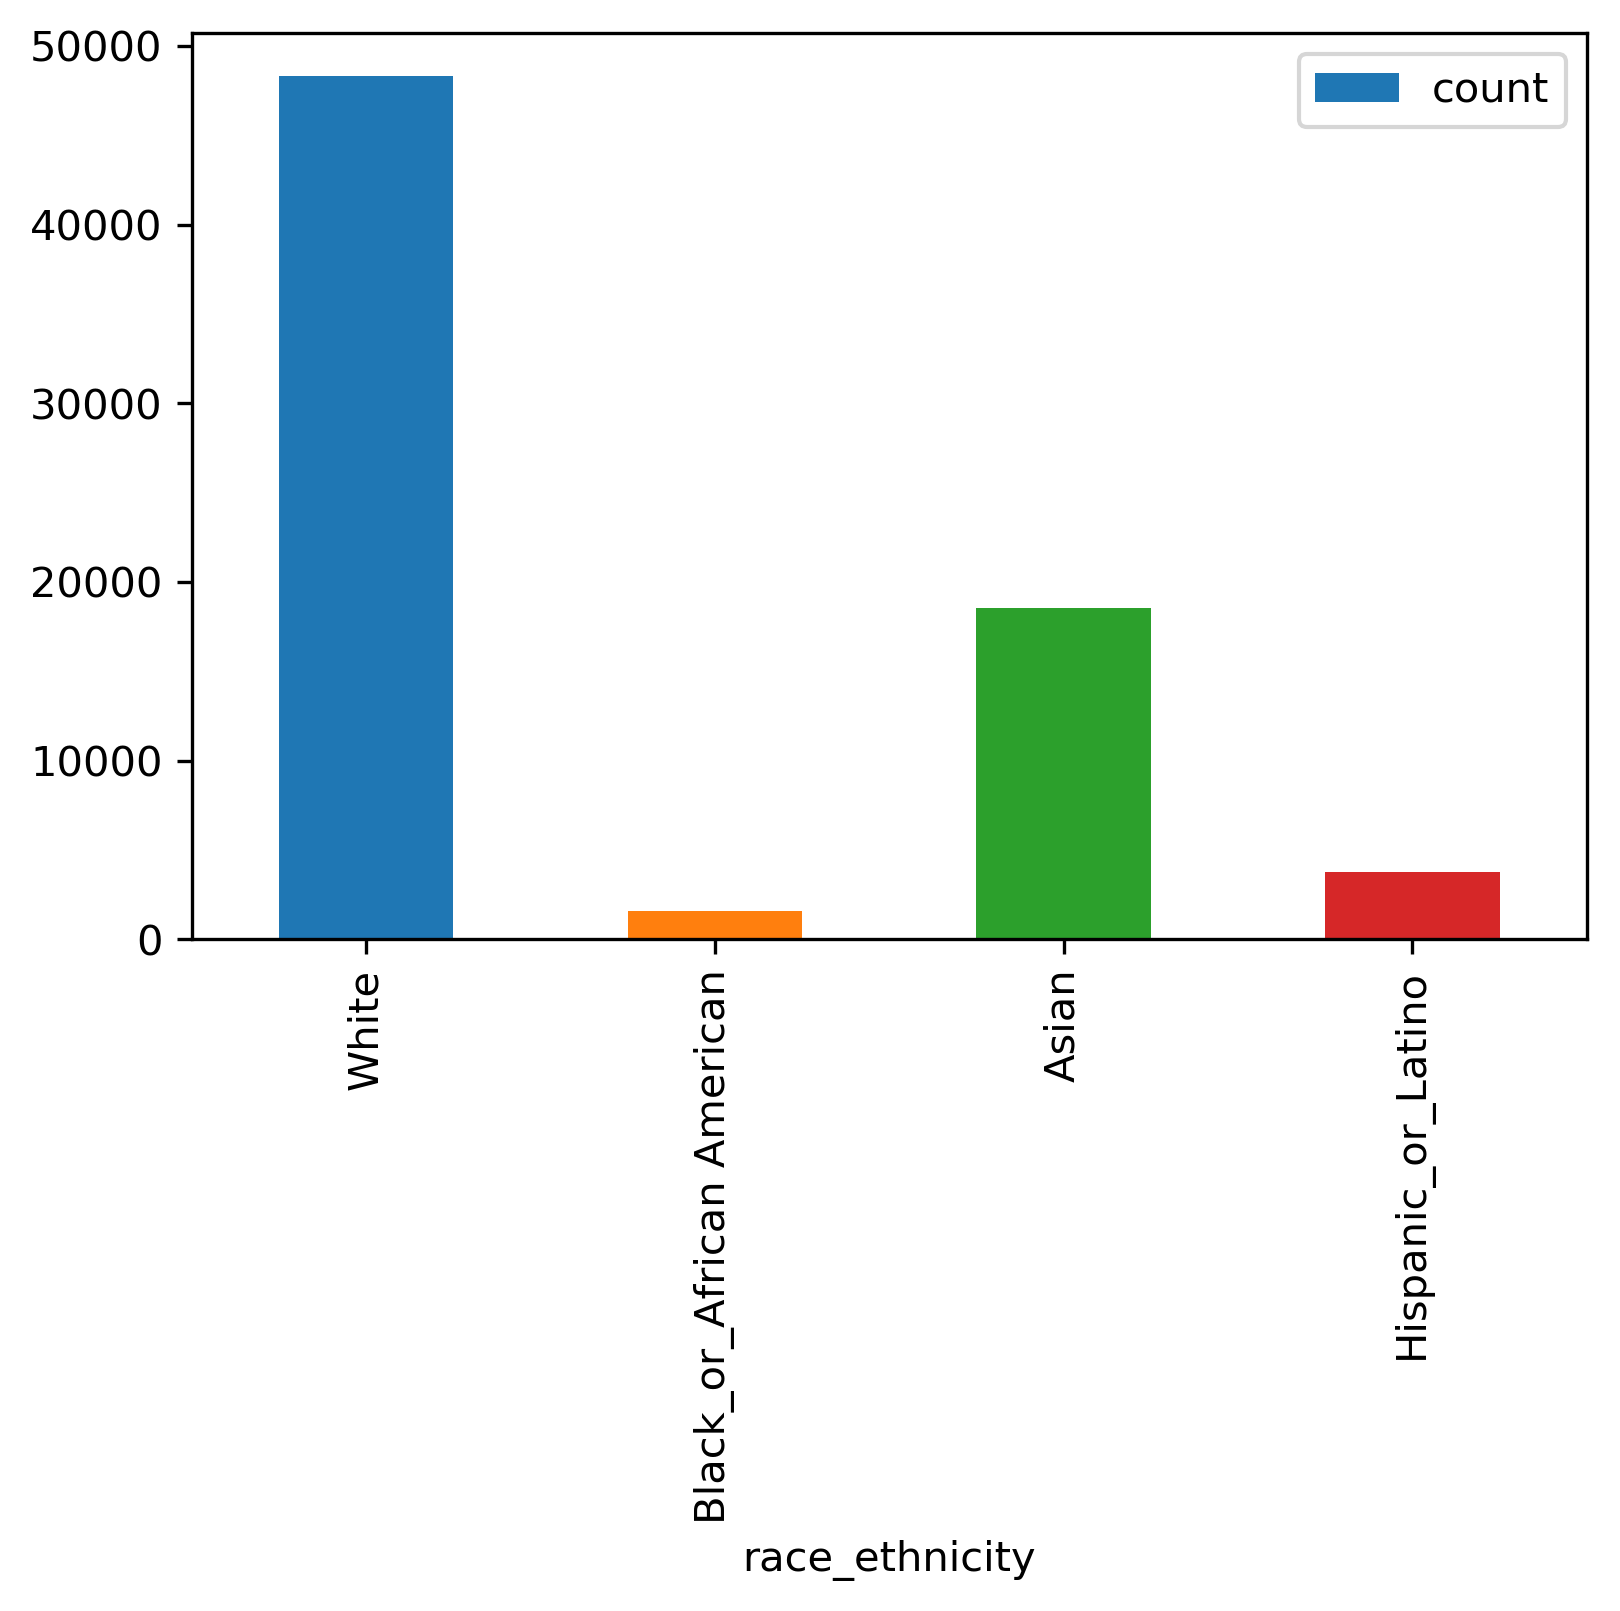 50000
40000
30000
20000
10000
0
count
White
Black_or_African American
Asian
Hispanic_or_Latino
race_ethnicity